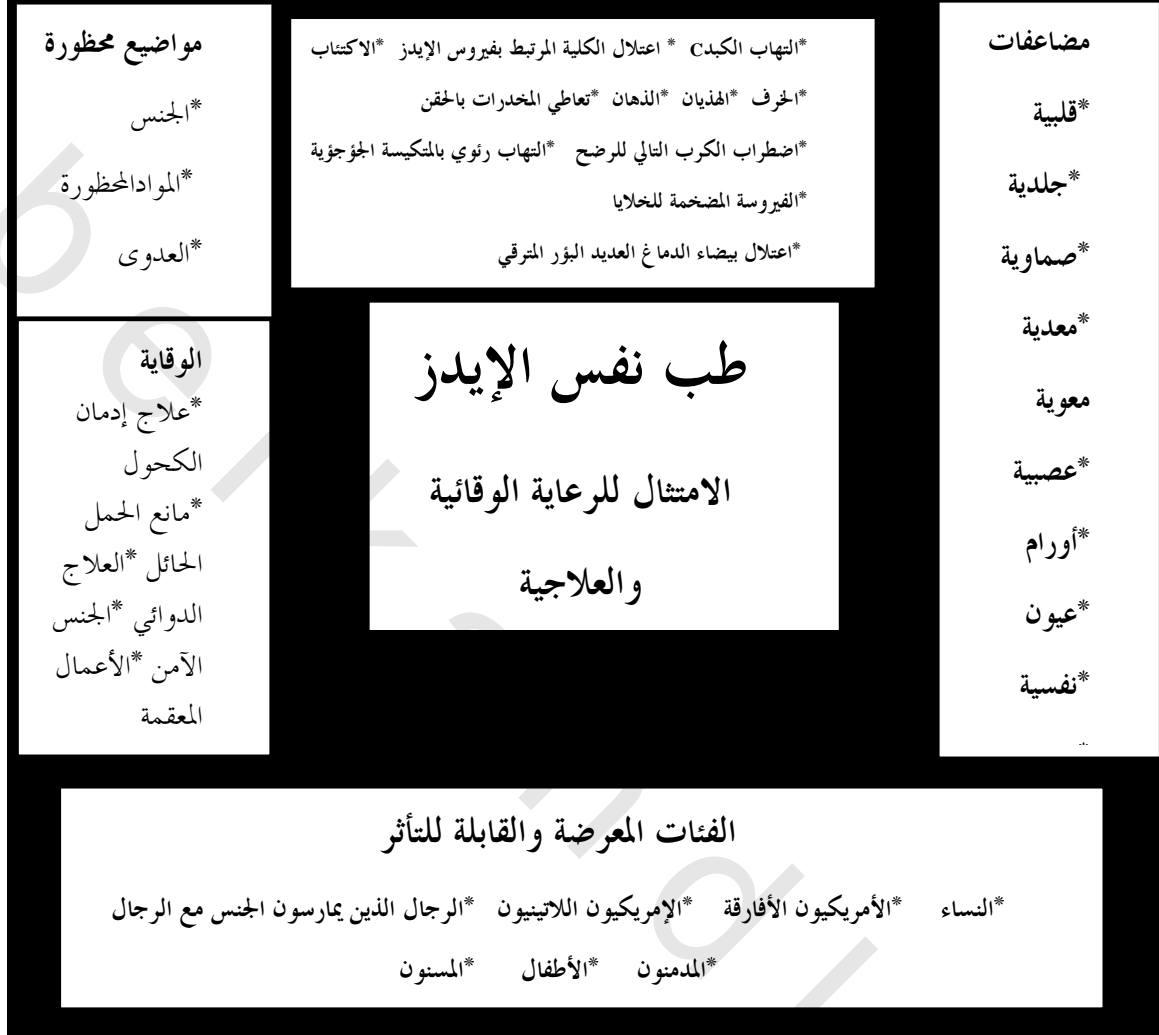 مضاعفات
*قلبية
*جلدية
*صماوية
*معدية
معوية
*عصبية
*أورام
*عيون
*نفسية
*التهاب الكبدC * اعتلال الكلية المرتبط بفيروس الإيدز *الاكتئاب
*الخرف *الهذيان *الذهان *تعاطي المخدرات بالحقن
*اضطراب الكرب التالي للرضح *التهاب رئوي بالمتكيسة الجؤجؤية
*الفيروسة المضخمة للخلايا
*اعتلال بيضاء الدماغ العديد البؤر المترقي
مواضيع محظورة
*الجنس
*الموادالمحظورة
*العدوى
طب نفس الإيدز
الامتثال للرعاية الوقائية
والعلاجية
الوقاية
*علاج إدمان
الكحول
*مانع الحمل
الحائل *العلاج
الدوائي *الجنس
الآمن *الأعمال
المعقمة
الفئات المعرضة والقابلة للتأثر
*النساء *الأمريكيون الأفارقة *الإمريكيون اللاتينيون *الرجال الذين يمارسون الجنس مع الرجال
*المدمنون *الأطفال *المسنون